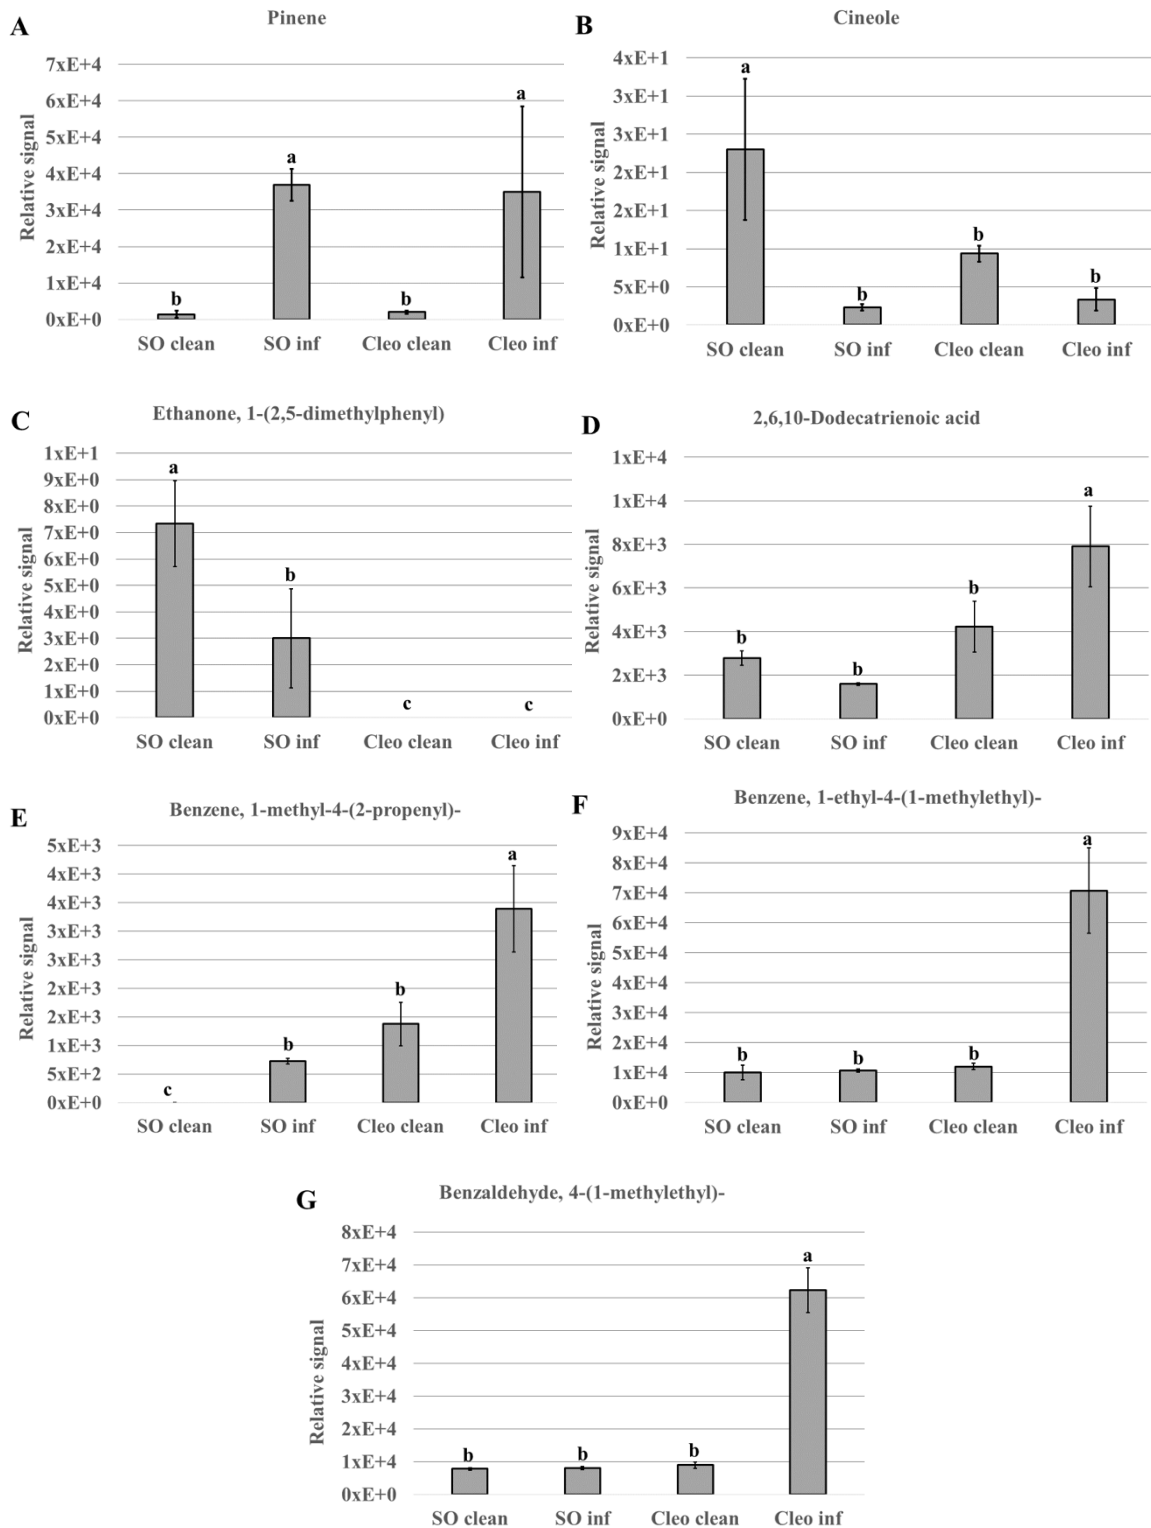 A
Pinene
Relative signal
7xE+4
6xE+4
5xE+4
4xE+4
3xE+4
2xE+4
1xE+4
0xE+0
b
a
b
a
SO clean
SO inf
Cleo clean
Cleo inf
B
Cineole
Relative signal
4xE+1
3xE+1
3xE+1
2xE+1
2xE+1
1xE+1
5xE+0
0xE+0
a
b
b
b
SO clean
SO inf
Cleo clean
Cleo inf
C
Ethanone, 1-(2,5-dimethylphenyl)
Relative signal
1xE+1
9xE+0
8xE+0
7xE+0
6xE+0
5xE+0
4xE+0
3xE+0
2xE+0
1xE+0
0xE+0
a
b
c
c
SO clean
SO inf
Cleo clean
Cleo inf
D
2,6,10-Dodecatrienoic acid
Relative signal
1xE+4
1xE+4
8xE+3
6xE+3
4xE+3
2xE+3
0xE+0
b
b
b
a
SO clean
SO inf
Cleo clean
Cleo inf
E
Benzene, 1-methyl-4-(2-propenyl)-
Relative signal
5xE+3
4xE+3
4xE+3
3xE+3
3xE+3
2xE+3
2xE+3
1xE+3
5xE+2
0xE+0
c
b
b
a
SO clean
SO inf
Cleo clean
Cleo inf
F
Benzene, 1-ethyl-4-(1-methylethyl)-
Relative signal
9xE+4
8xE+4
7xE+4
6xE+4
5xE+4
4xE+4
3xE+4
2xE+4
1xE+4
0xE+0
b
b
b
a
SO clean
SO inf
Cleo clean
Cleo inf
G
Benzaldehyde, 4-(1-methylethyl)-
Relative signal
8xE+4
7xE+4
6xE+4
5xE+4
4xE+4
3xE+4
2xE+4
1xE+4
0xE+0
b
b
b
a
SO clean
SO inf
Cleo clean
Cleo inf